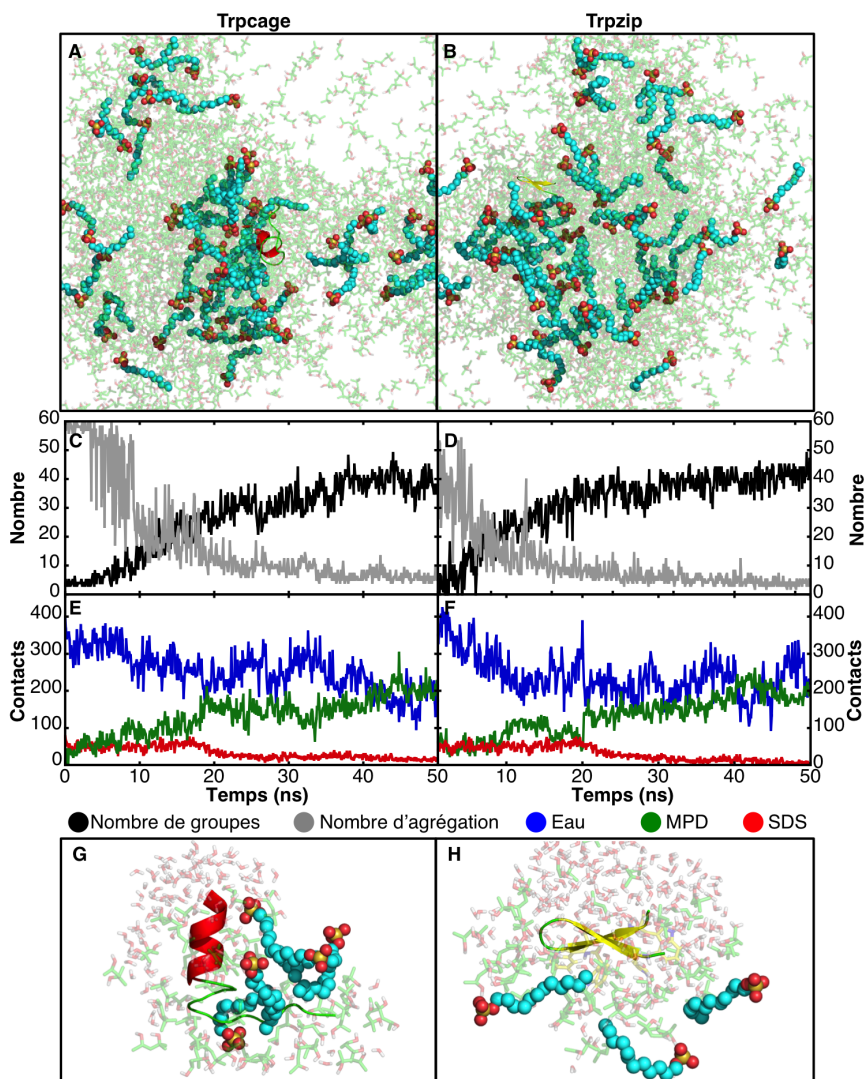 Trpcage Trpzip
A B
C D
60 60
50 50
40 40
30 30
20 20
10 10
0 0
Nombre Nombre
E F
400 400
300 300
200 200
100 100
0 0
Contacts Contacts
0 10 20 30 40 50 10 20 30 40 50
Temps (ns) Temps (ns)
Nombre de groupes Nombre d'agrégation Eau MPD SDS
G H